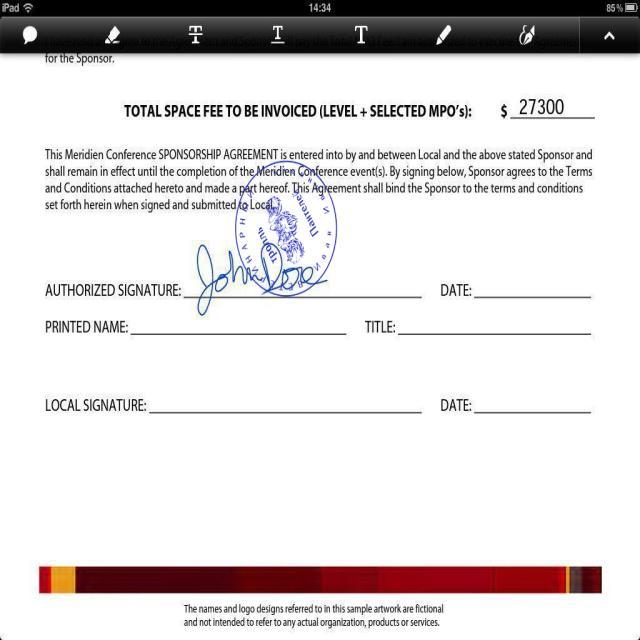 iPad 14:34 85%
for the Sponsor.
TOTAL SPACE FEE TO BE INVOICED (LEVEL + SELECTED MPO's): $ 27300
This Meridien Conference SPONSORSHIP AGREEMENT is entered into by and between Local and the above stated Sponsor and
shall remain in effect until the completion of the Meridien Conference event(s). By signing below, Sponsor agrees to the Terms
and Conditions attached hereto and made a part hereof. This Agreement shall bind the Sponsor to the terms and conditions
set forth herein when signed and submitted to Local.
Пантелей
тролль
AUTHORIZED SIGNATURE: John Doe DATE:
PRINTED NAME: TITLE:
LOCAL SIGNATURE: DATE:
The names and logo designs referred to in this sample artwork are fictional
and not intended to refer to any actual organization, products or services.